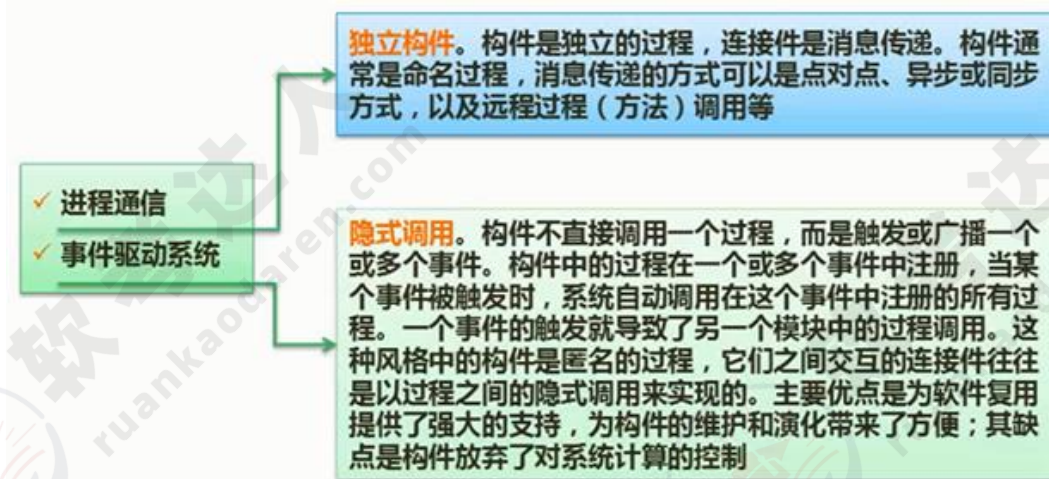 独立构件。构件是独立的过程，连接件是消息传递。构件通
常是命名过程，消息传递的方式可以是点对点、异步或同步
方式，以及远程过程（方法）调用等
✓ 进程通信
✓ 事件驱动系统
隐式调用。构件不直接调用一个过程，而是触发或广播一个
或多个事件。构件中的过程在一个或多个事件中注册，当某
个事件被触发时，系统自动调用在这个事件中注册的所有过
程。一个事件的触发就导致了另一个模块中的过程调用。这
种风格中的构件是匿名的过程，它们之间交互的连接件往往
是以过程之间的隐式调用来实现的。主要优点是为软件复用
提供了强大的支持，为构件的维护和演化带来了方便；其缺
点是构件放弃了对系统计算的控制
软考达人
ruankaodaren.com